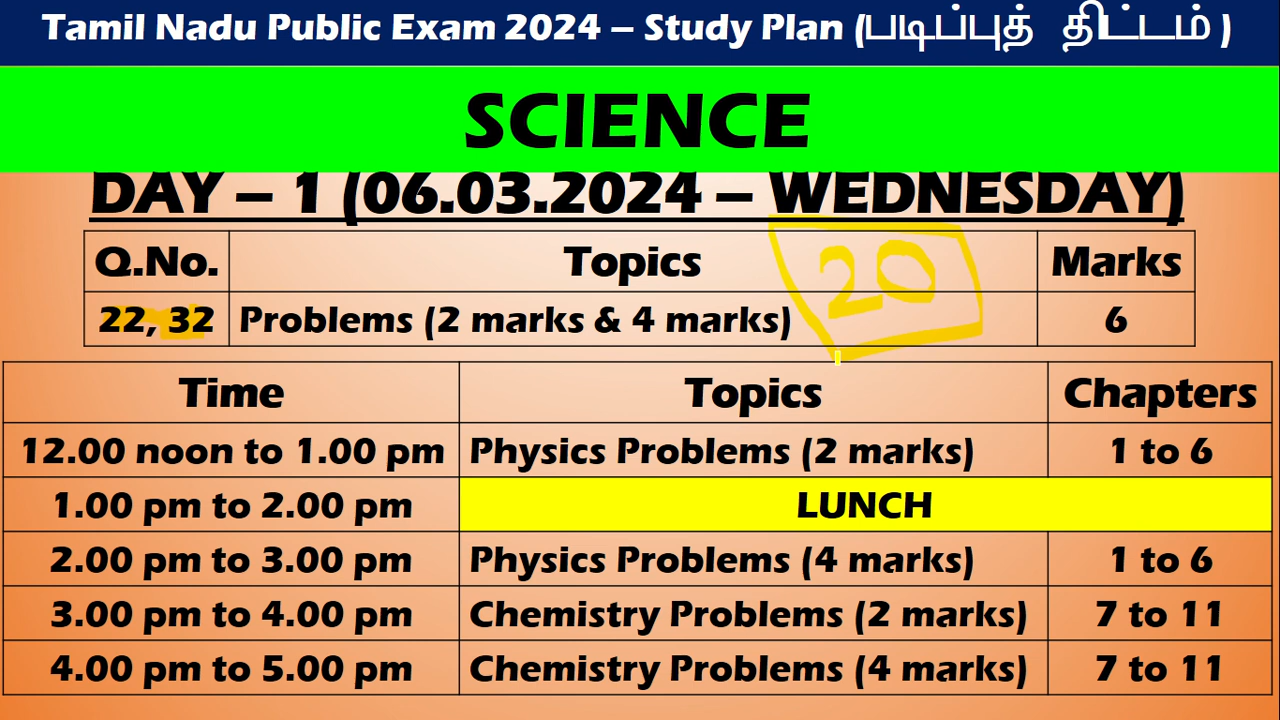 Tamil Nadu Public Exam 2024 – Study Plan (படிப்புத் திட்டம் )
SCIENCE
DAY – 1 (06.03.2024 – WEDNESDAY)
Q.No. Topics Marks
22, 32 Problems (2 marks & 4 marks) 6
20
Time Topics Chapters
12.00 noon to 1.00 pm Physics Problems (2 marks) 1 to 6
1.00 pm to 2.00 pm LUNCH
2.00 pm to 3.00 pm Physics Problems (4 marks) 1 to 6
3.00 pm to 4.00 pm Chemistry Problems (2 marks) 7 to 11
4.00 pm to 5.00 pm Chemistry Problems (4 marks) 7 to 11